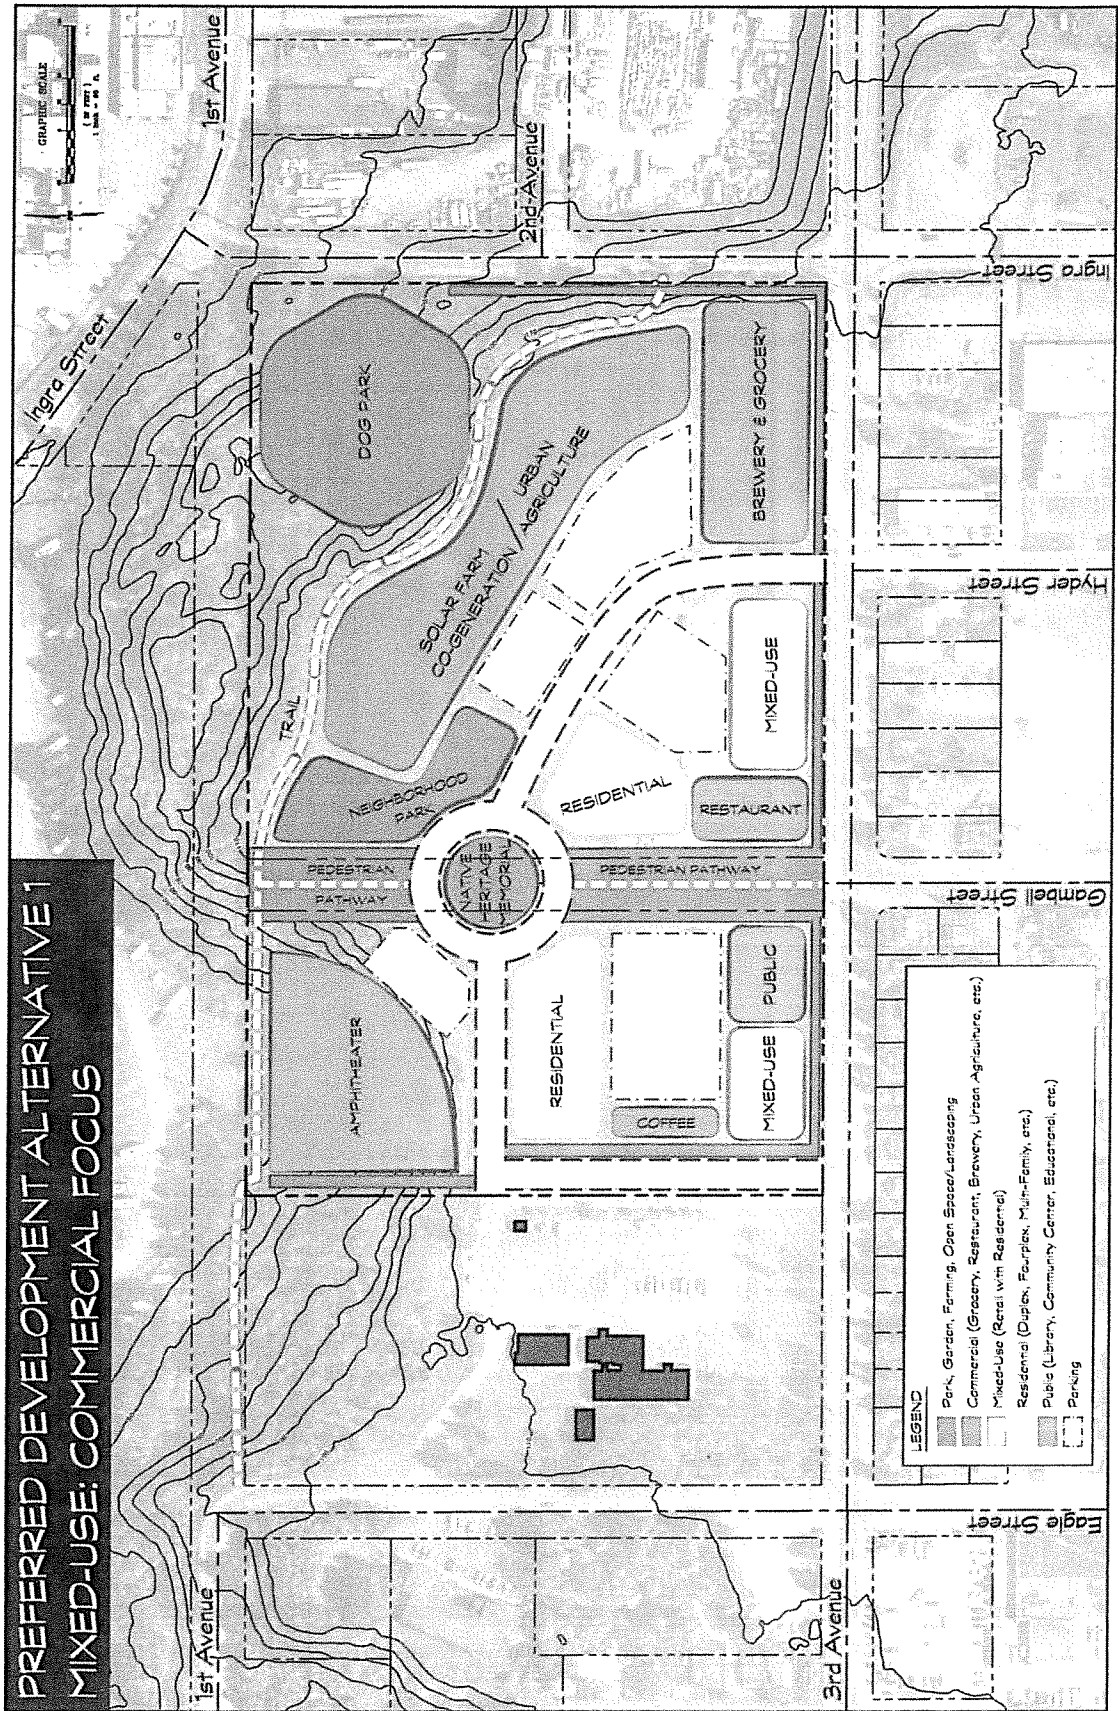 PREFERRED DEVELOPMENT ALTERNATIVE 1
MIXED-USE: COMMERCIAL FOCUS
GRAPHIC SCALE
( IN FEET )
Ingra Street
1st Avenue
1st Avenue
2nd Avenue
3rd Avenue
TRAIL
DOG PARK
SOLAR FARM
CO-GENERATION /
URBAN
AGRICULTURE
NEIGHBORHOOD
PARK
AMPHITHEATER
PEDESTRIAN
PATHWAY
NATIVE
HERITAGE
MEMORIAL
PEDESTRIAN PATHWAY
RESIDENTIAL
RESIDENTIAL
COFFEE
MIXED-USE
PUBLIC
RESTAURANT
MIXED-USE
BREWERY & GROCERY
Eagle Street
Gambell Street
Hyder Street
Ingra Street
LEGEND
Park, Garden, Farming, Open Space/Landscaping
Commercial (Grocery, Restaurant, Brewery, Urban Agriculture, etc.)
Mixed-Use (Retail with Residential)
Residential (Duplex, Fourplex, Multi-Family, etc.)
Public (Library, Community Center, Educational, etc.)
Parking